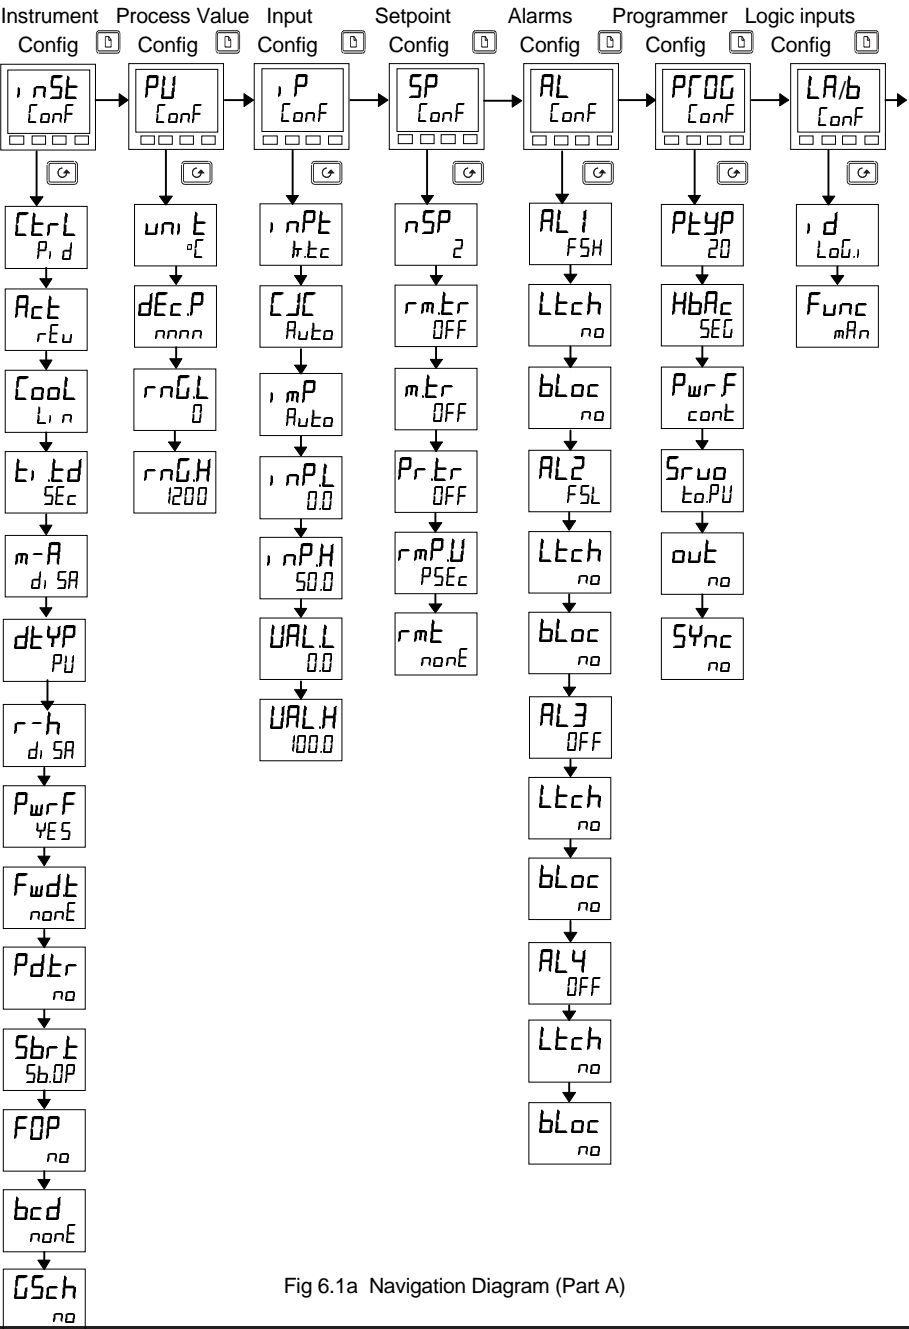 Instrument Process Value Input Setpoint Alarms Programmer Logic inputs
Config Config Config Config Config Config Config
inSt PV iP SP AL PrOG LA/b
ConF ConF ConF ConF ConF ConF ConF
CtrL
Pid
Act
rEv
CooL
Lin
ti.td
SEc
m-A
diSA
dtYP
PV
r-h
diSA
PwrF
YES
Fwdt
nonE
Pdtr
no
Sbrt
Sb.OP
FOP
no
bcd
nonE
GSch
no
unit
°C
dEc.P
nnnn
rnG.L
0
rnG.H
1200
inPt
k.tc
CJC
Auto
imP
Auto
inP.L
0.0
inP.H
50.0
VAL.L
0.0
VAL.H
100.0
nSP
2
rm.tr
OFF
m.tr
OFF
Pr.tr
OFF
rmP.U
PSEc
rmt
nonE
AL1
FSH
Ltch
no
bLoc
no
AL2
FSL
Ltch
no
bLoc
no
AL3
OFF
Ltch
no
bLoc
no
AL4
OFF
Ltch
no
bLoc
no
PtYP
20
HbAc
SEG
PwrF
cont
Srvo
to.PV
out
no
SYnc
no
id
LoG.i
Func
mAn
Fig 6.1a Navigation Diagram (Part A)